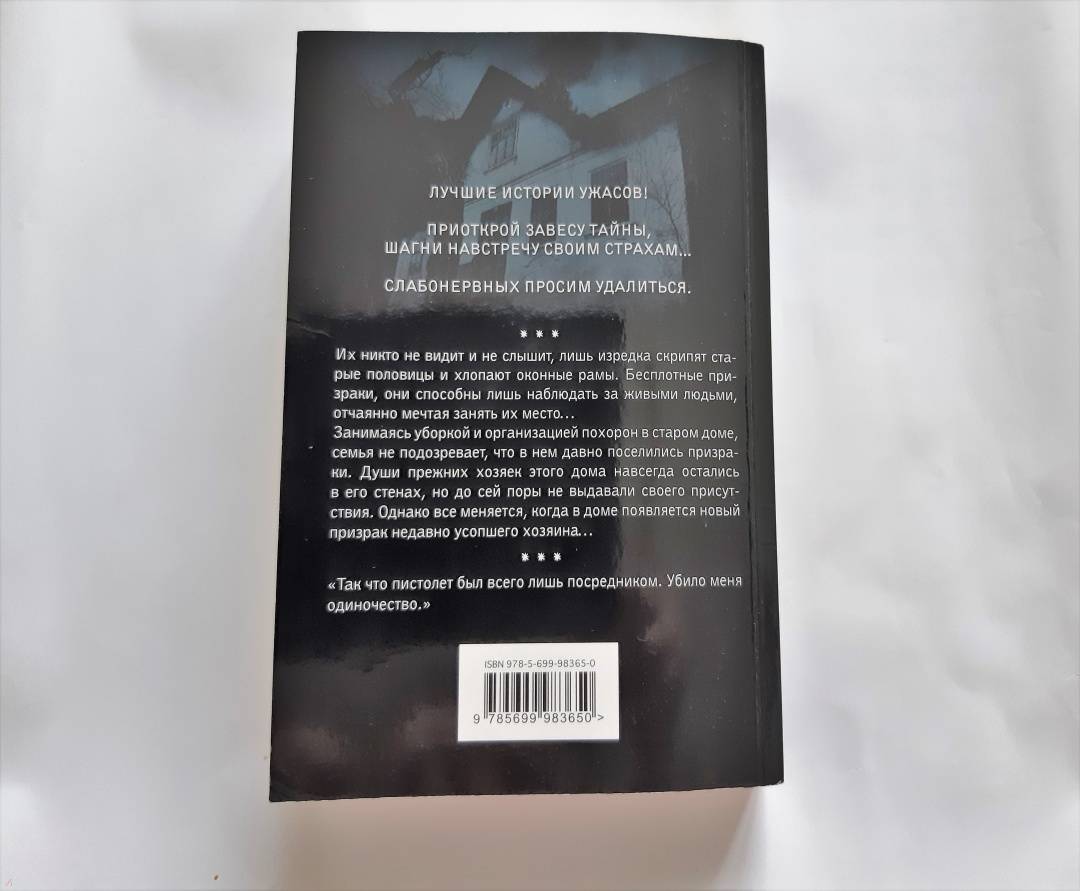 ЛУЧШИЕ ИСТОРИИ УЖАСОВ!
ПРИОТКРОЙ ЗАВЕСУ ТАЙНЫ,
ШАГНИ НАВСТРЕЧУ СВОИМ СТРАХАМ...
СЛАБОНЕРВНЫХ ПРОСИМ УДАЛИТЬСЯ.
* * *
Их никто не видит и не слышит, лишь изредка скрипят ста-
рые половицы и хлопают оконные рамы. Бесплотные при-
зраки, они способны лишь наблюдать за живыми людьми,
отчаянно мечтая занять их место...
Занимаясь уборкой и организацией похорон в старом доме,
семья не подозревает, что в нем давно поселились призра-
ки. Души прежних хозяек этого дома навсегда остались
в его стенах, но до сей поры не выдавали своего присут-
ствия. Однако все меняется, когда в доме появляется новый
призрак недавно усопшего хозяина...
* * *
«Так что пистолет был всего лишь посредником. Убило меня
одиночество.»
ISBN 978-5-699-98365-0
9 785699 983650 >